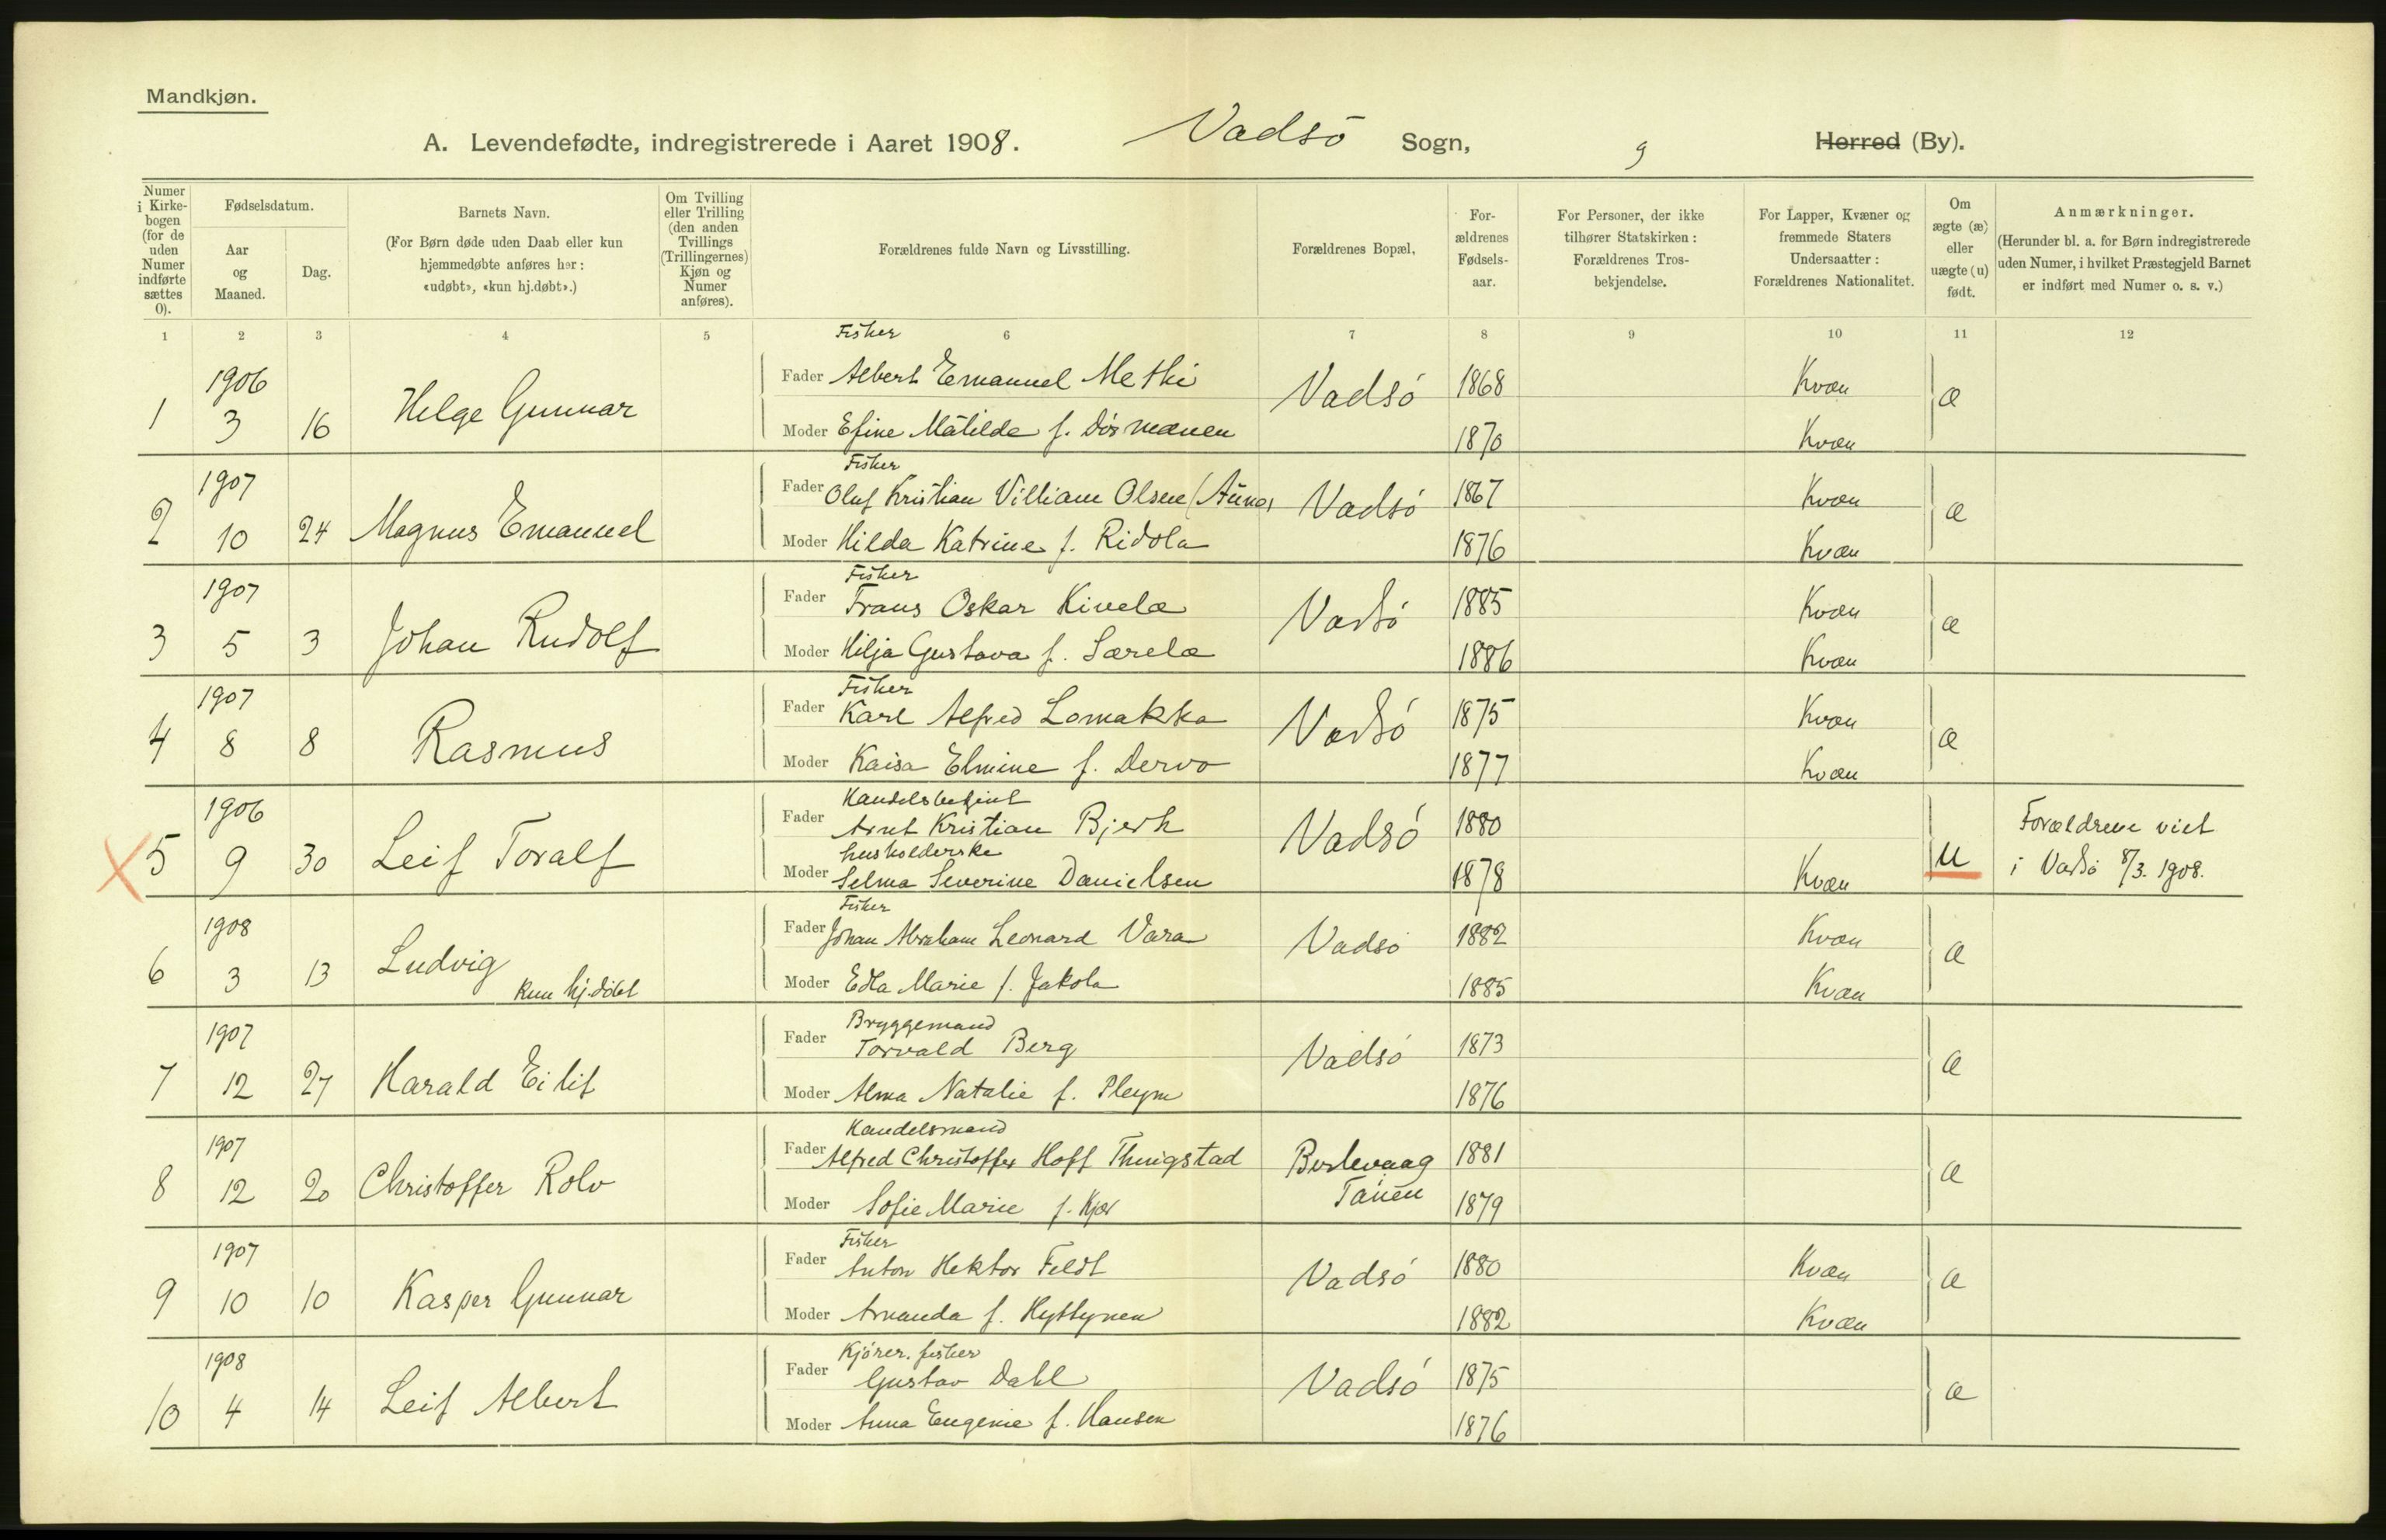 Mandkjøn.
A. Levendefødte, indregistrerede i Aaret 1908. Vadsö Sogn, Herred (By).
Numer i Kirkebogen (for de uden Numer indførte sættes 0).
Fødselsdatum.
Aar og Maaned.
Dag.
Barnets Navn.
(For Børn døde uden Daab eller kun hjemmedøbte anføres her: «udøbt», «kun hj.døbt».)
Om Tvilling eller Trilling (den anden Tvillings (Trillingernes) Kjøn og Numer anføres).
Forældrenes fulde Navn og Livsstilling.
Forældrenes Bopæl,
Forældrenes Fødselsaar.
For Personer, der ikke tilhører Statskirken: Forældrenes Trosbekjendelse.
For Lapper, Kvæner og fremmede Staters Undersaatter: Forældrenes Nationalitet.
Om ægte (æ) eller uægte (u) født.
Anmærkninger.
(Herunder bl. a. for Børn indregistrerede uden Numer, i hvilket Præstegjeld Barnet er indført med Numer o. s. v.)
1 2 3 4 5 6 7 8 9 10 11 12
Fisker
1906 Fader Albert Emanuel Methi Vadsö 1868 Kvæn æ
1 3 16 Helge Gunnar
Moder Efine Matilde f. 1870 Kvæn
Fisker
1907 Fader Oluf Kristian Villiam Olsen Vadsö 1867 Kvæn æ
2 10 24 Magnus Emanuel
Moder Hilda Katrine f. Ridola 1876 Kvæn
Fisker
1907 Fader Frans Oskar Kivelæ Vadsö 1885 Kvæn æ
3 5 3 Johan Rudolf
Moder Hilja Gustava f. Særelæ 1886 Kvæn
Fisker
1907 Fader Karl Alfred Lomakka Vadsö 1875 Kvæn æ
4 8 8 Rasmus
Moder Kaisa Elmine f. Dervo 1877 Kvæn
Handelsbetjent
1906 Fader Arnt Kristian Bjerk Vadsö 1880 Forældrene viet
5 9 30 Leif Toralf u i Vadsö 8/3. 1908.
husholderske
Moder Selma Severine Danielsen 1878 Kvæn
Fisker
1908 Fader Johan Abraham Leonard Vara Vadsö 1882 Kvæn æ
6 3 13 Ludvig
kun hj.döbt
Moder Edla Marie f. Jakola 1885 Kvæn
Bryggemand
1907 Fader Torvald Berg Vadsö 1873 æ
7 12 27 Harald Eilif
Moder Alma Natalie f. Pleym 1876
Handelsmand
1907 Fader Alfred Christoffer Hoff Thingstad Berlevaag 1881 æ
8 12 20 Christoffer Rolv Tanen
Moder Sofie Marie f. Kjær 1879
Fisker
1907 Fader Anton Hektor Feldt Vadsö 1880 Kvæn æ
9 10 10 Kasper Gunnar
Moder Amanda f. Hyttynen 1882 Kvæn
Kjörer. fisker
1908 Fader Gustav Dahl Vadsö 1875 æ
10 4 14 Leif Albert
Moder Anna Eugenie f. Hansen 1876